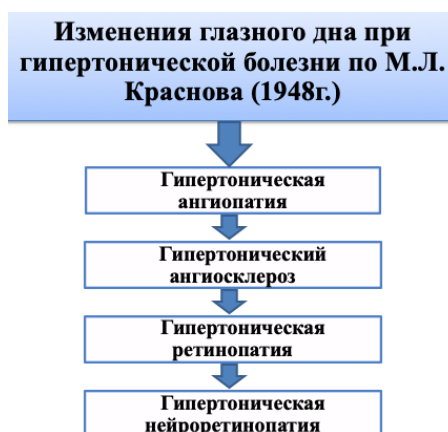 Изменения глазного дна при
гипертонической болезни по М.Л.
Краснова (1948г.)
Гипертоническая
ангиопатия
Гипертонический
ангиосклероз
Гипертоническая
ретинопатия
Гипертоническая
нейроретинопатия